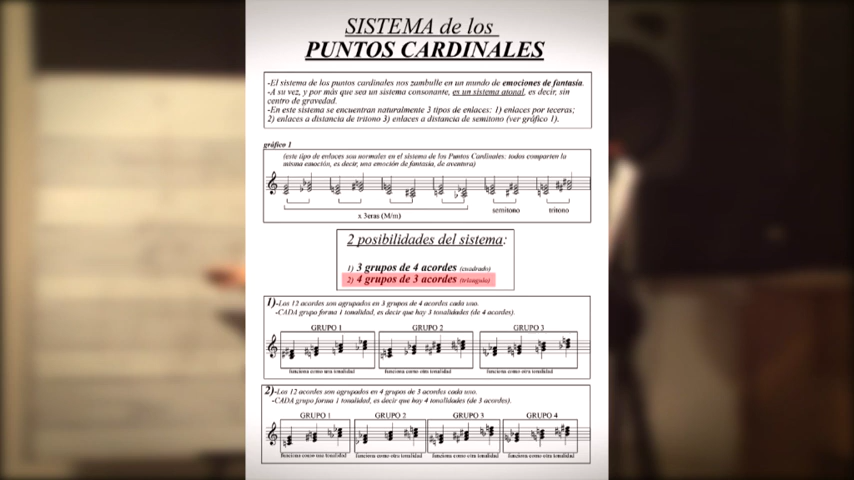 SISTEMA de los
PUNTOS CARDINALES
-El sistema de los puntos cardinales nos zambulle en un mundo de emociones de fantasía.
-A su vez, y por más que sea un sistema consonante, es un sistema atonal, es decir, sin
centro de gravedad.
-En este sistema se encuentran naturalmente 3 tipos de enlaces: 1) enlaces por teceras;
2) enlaces a distancia de tritono 3) enlaces a distancia de semitono (ver gráfico 1).
gráfico 1
(este tipo de enlaces son normales en el sistema de los Puntos Cardinales: todos comparten la
misma emoción, es decir, una emoción de fantasía, de aventura)
x 3eras (M/m)
semitono
tritono
2 posibilidades del sistema:
1) 3 grupos de 4 acordes (cuadrado)
2) 4 grupos de 3 acordes (triángulo)
1)-Los 12 acordes son agrupados en 3 grupos de 4 acordes cada uno.
-CADA grupo forma 1 tonalidad, es decir que hay 3 tonalidades (de 4 acordes).
GRUPO 1 GRUPO 2 GRUPO 3
funciona como una tonalidad funciona como otra tonalidad funciona como otra tonalidad
2)-Los 12 acordes son agrupados en 4 grupos de 3 acordes cada uno.
-CADA grupo forma 1 tonalidad, es decir que hay 4 tonalidades (de 3 acordes).
GRUPO 1 GRUPO 2 GRUPO 3 GRUPO 4
funciona como una tonalidad funciona como otra tonalidad funciona como otra tonalidad funciona como otra tonalidad